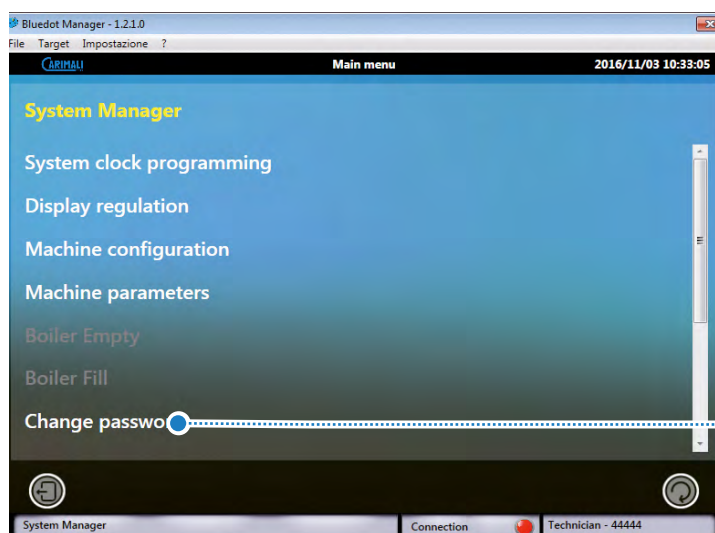 Bluedot Manager - 1.2.1.0
File Target Impostazione ?
CARIMALI Main menu 2016/11/03 10:33:05
System Manager
System clock programming
Display regulation
Machine configuration
Machine parameters
Boiler Empty
Boiler Fill
Change passwor
System Manager Connection Technician - 44444